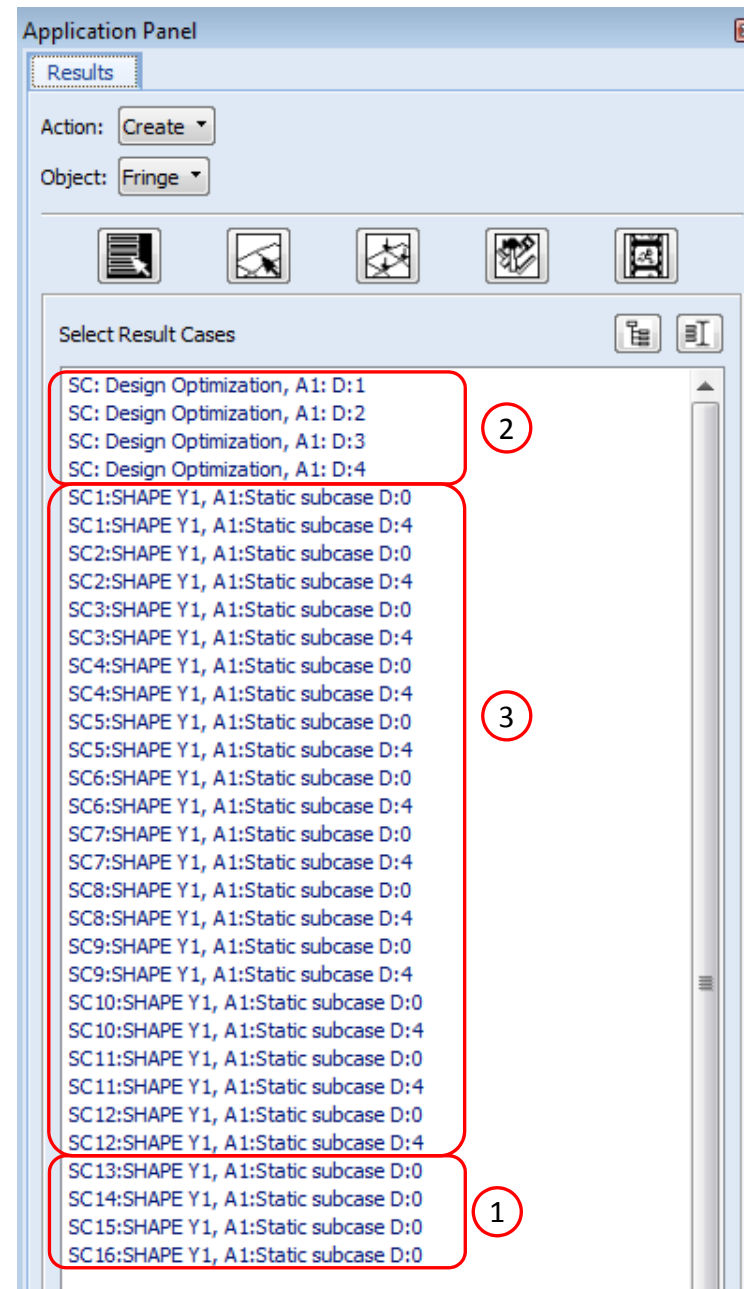 Application Panel
Results
Action: Create
Object: Fringe
Select Result Cases
SC: Design Optimization, A1: D:1
SC: Design Optimization, A1: D:2
SC: Design Optimization, A1: D:3
SC: Design Optimization, A1: D:4
2
SC1:SHAPE Y1, A1:Static subcase D:0
SC1:SHAPE Y1, A1:Static subcase D:4
SC2:SHAPE Y1, A1:Static subcase D:0
SC2:SHAPE Y1, A1:Static subcase D:4
SC3:SHAPE Y1, A1:Static subcase D:0
SC3:SHAPE Y1, A1:Static subcase D:4
SC4:SHAPE Y1, A1:Static subcase D:0
SC4:SHAPE Y1, A1:Static subcase D:4
SC5:SHAPE Y1, A1:Static subcase D:0
SC5:SHAPE Y1, A1:Static subcase D:4
SC6:SHAPE Y1, A1:Static subcase D:0
SC6:SHAPE Y1, A1:Static subcase D:4
SC7:SHAPE Y1, A1:Static subcase D:0
SC7:SHAPE Y1, A1:Static subcase D:4
SC8:SHAPE Y1, A1:Static subcase D:0
SC8:SHAPE Y1, A1:Static subcase D:4
SC9:SHAPE Y1, A1:Static subcase D:0
SC9:SHAPE Y1, A1:Static subcase D:4
SC10:SHAPE Y1, A1:Static subcase D:0
SC10:SHAPE Y1, A1:Static subcase D:4
SC11:SHAPE Y1, A1:Static subcase D:0
SC11:SHAPE Y1, A1:Static subcase D:4
SC12:SHAPE Y1, A1:Static subcase D:0
SC12:SHAPE Y1, A1:Static subcase D:4
3
SC13:SHAPE Y1, A1:Static subcase D:0
SC14:SHAPE Y1, A1:Static subcase D:0
SC15:SHAPE Y1, A1:Static subcase D:0
SC16:SHAPE Y1, A1:Static subcase D:0
1